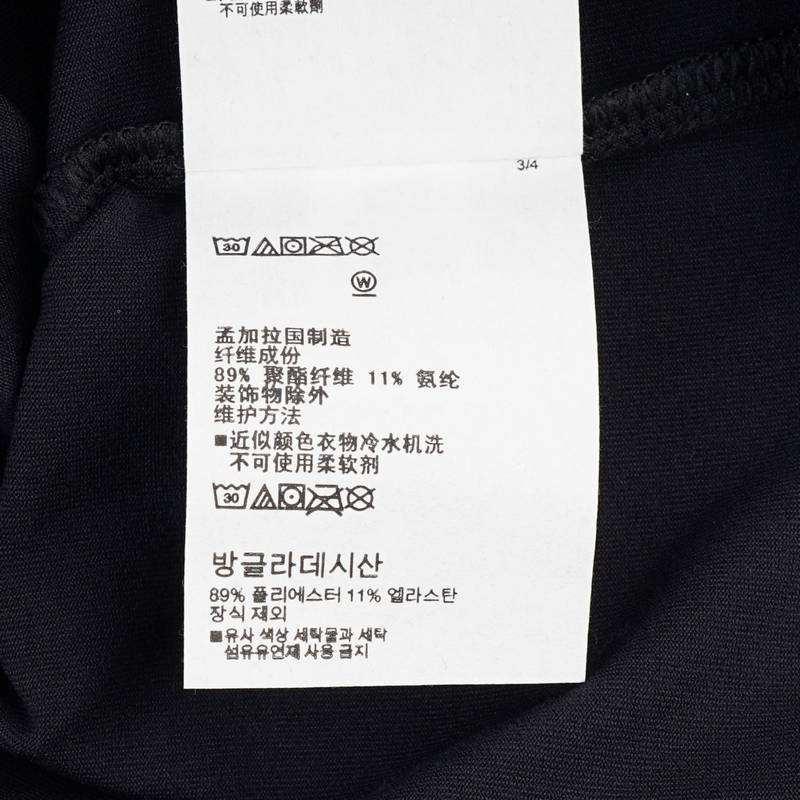 不可使用柔軟劑
3/4
30
W
孟加拉国制造
纤维成份
89% 聚酯纤维 11% 氨纶
装饰物除外
维护方法
■近似颜色衣物冷水机洗
不可使用柔软剂
30
방글라데시산
89% 폴리에스터 11% 엘라스탄
장식 제외
■유사 색상 세탁물과 세탁
섬유유연제 사용 금지